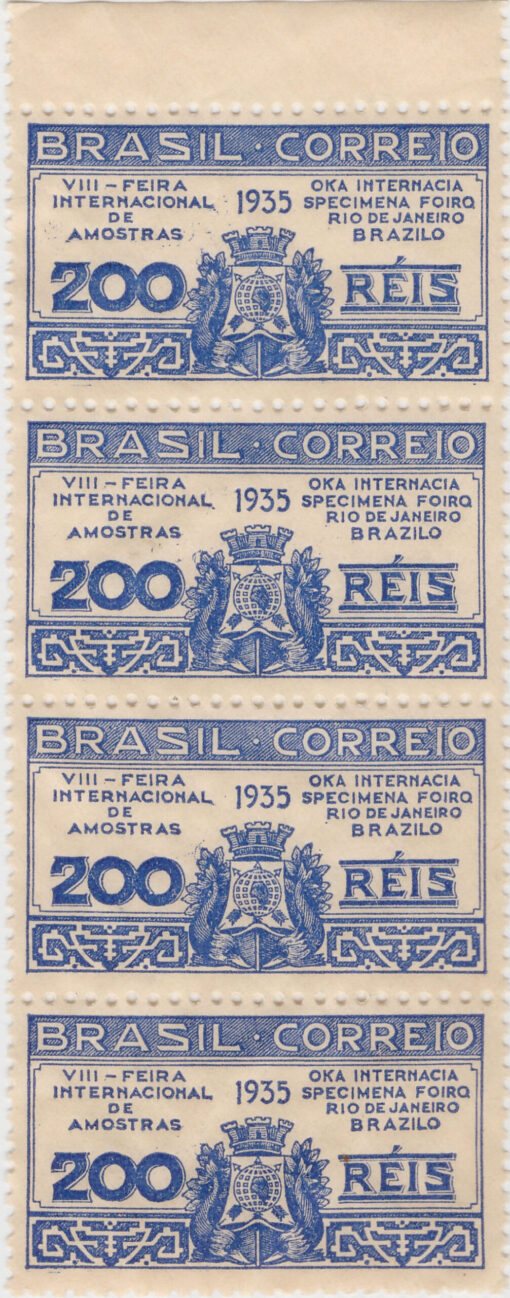 BRASIL · CORREIO
VIII – FEIRA
INTERNACIONAL
DE
AMOSTRAS
1935
OKA INTERNACIA
SPECIMENA FOIRO
RIO DE JANEIRO
BRAZILO
200 RÉIS
BRASIL · CORREIO
VIII – FEIRA
INTERNACIONAL
DE
AMOSTRAS
1935
OKA INTERNACIA
SPECIMENA FOIRO
RIO DE JANEIRO
BRAZILO
200 RÉIS
BRASIL · CORREIO
VIII – FEIRA
INTERNACIONAL
DE
AMOSTRAS
1935
OKA INTERNACIA
SPECIMENA FOIRO
RIO DE JANEIRO
BRAZILO
200 RÉIS
BRASIL · CORREIO
VIII – FEIRA
INTERNACIONAL
DE
AMOSTRAS
1935
OKA INTERNACIA
SPECIMENA FOIRO
RIO DE JANEIRO
BRAZILO
200 RÉIS